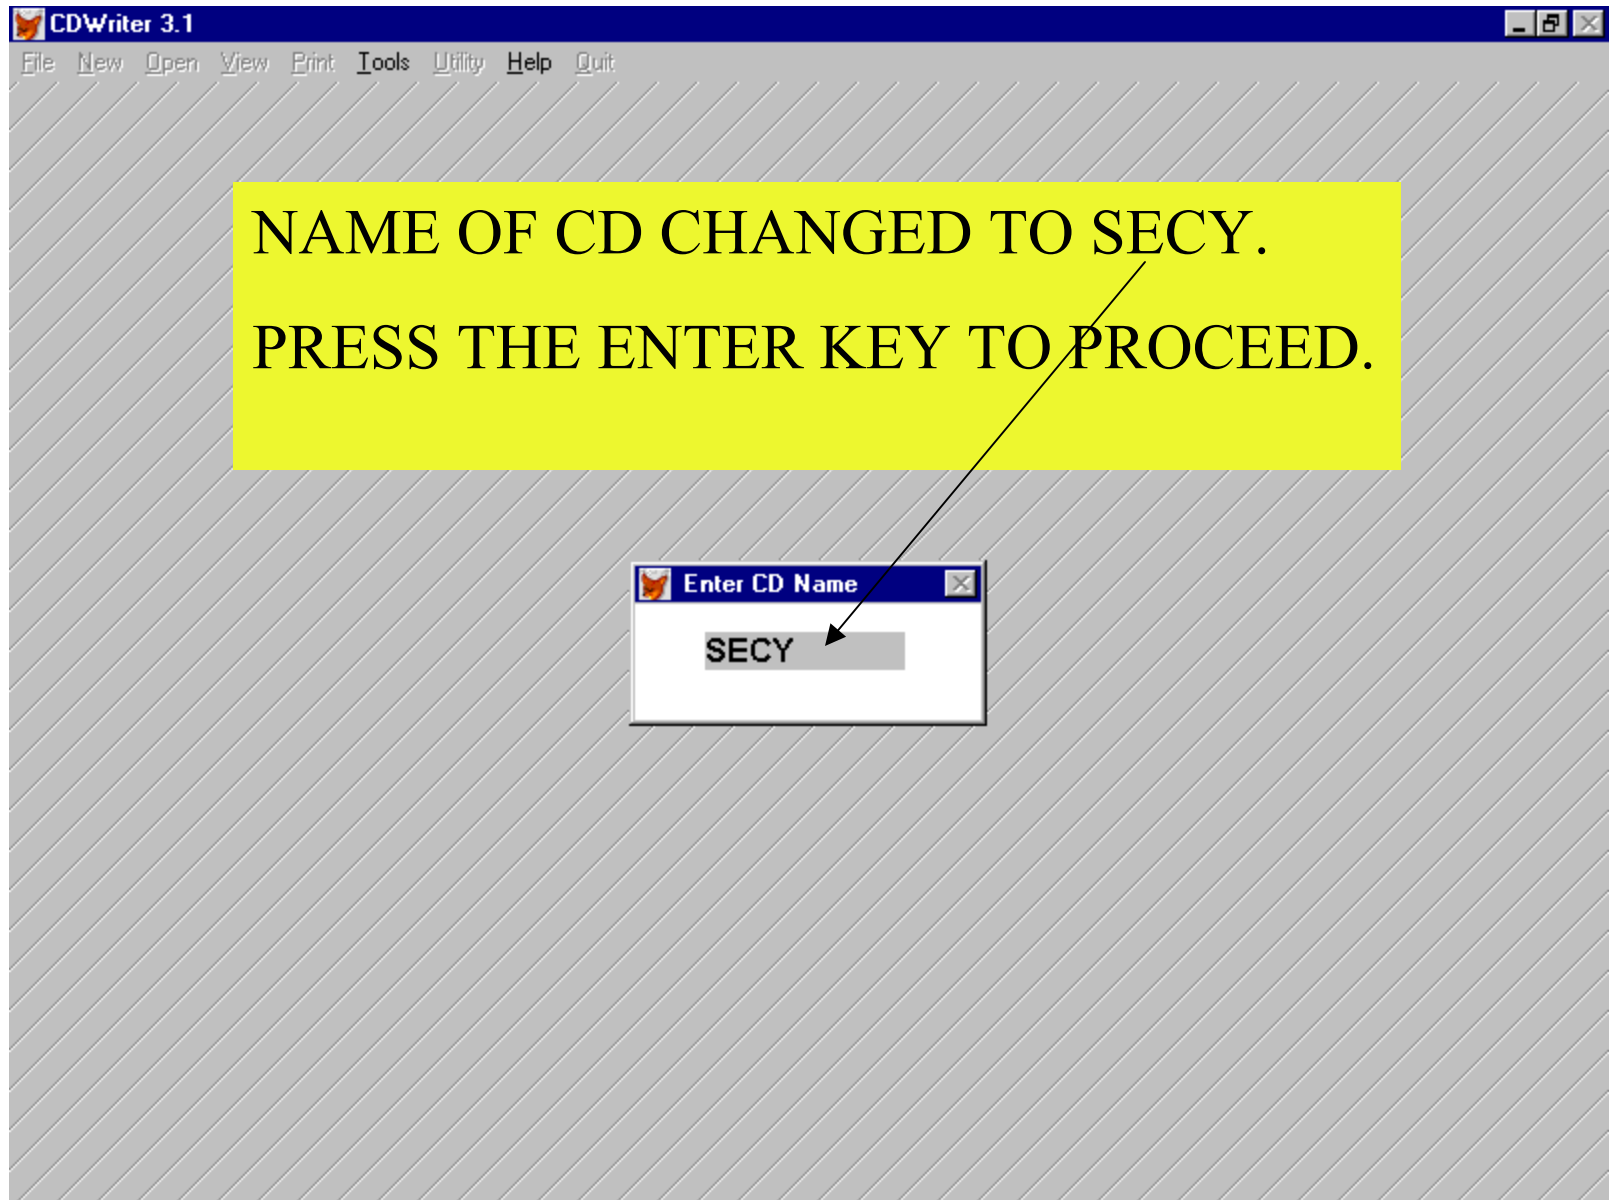 CDWriter 3.1
File New Open View Print Tools Utility Help Quit
NAME OF CD CHANGED TO SECY.
PRESS THE ENTER KEY TO PROCEED.
Enter CD Name
SECY